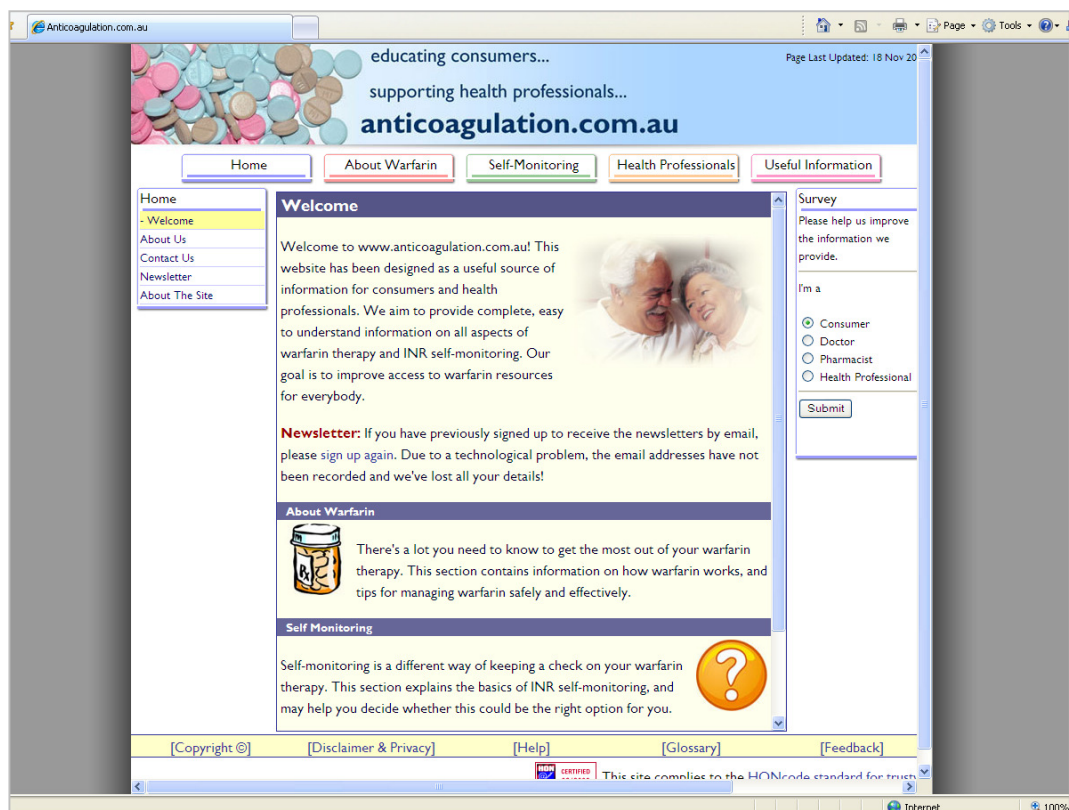 Anticoagulation.com.au
Page
Tools
educating consumers...
Page Last Updated: 18 Nov 20
supporting health professionals...
anticoagulation.com.au
Home
About Warfarin
Self-Monitoring
Health Professionals
Useful Information
Home
- Welcome
About Us
Contact Us
Newsletter
About The Site
Welcome
Welcome to www.anticoagulation.com.au! This
website has been designed as a useful source of
information for consumers and health
professionals. We aim to provide complete, easy
to understand information on all aspects of
warfarin therapy and INR self-monitoring. Our
goal is to improve access to warfarin resources
for everybody.
Newsletter: If you have previously signed up to receive the newsletters by email,
please sign up again. Due to a technological problem, the email addresses have not
been recorded and we've lost all your details!
About Warfarin
Rx
There's a lot you need to know to get the most out of your warfarin
therapy. This section contains information on how warfarin works, and
tips for managing warfarin safely and effectively.
Self Monitoring
Self-monitoring is a different way of keeping a check on your warfarin
therapy. This section explains the basics of INR self-monitoring, and
may help you decide whether this could be the right option for you.
Survey
Please help us improve
the information we
provide.
I'm a
Consumer
Doctor
Pharmacist
Health Professional
Submit
[Copyright ©]
[Disclaimer & Privacy]
[Help]
[Glossary]
[Feedback]
HON
CERTIFIED
This site complies to the HONcode standard for trust
Internet
100%